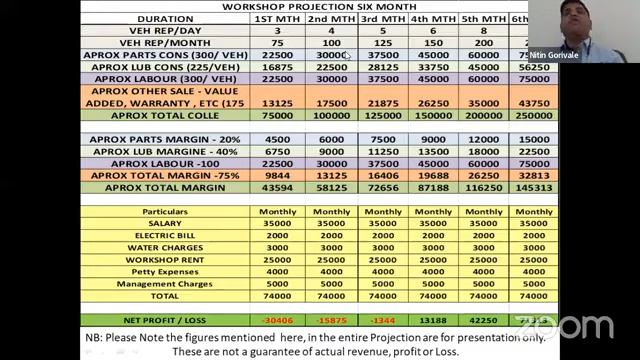 WORKSHOP PROJECTION SIX MONTH
DURATION 1ST MTH 2nd MTH 3rd MTH 4th MTH 5th MTH 6th
VEH REP/DAY 3 4 5 6 8
VEH REP/MONTH 75 100 125 150 200
APROX PARTS CONS (300/ VEH) 22500 30000 37500 45000 60000
APROX LUB CONS (225/VEH) 16875 22500 28125 33750 45000 56250
APROX LABOUR (300/ VEH) 22500 30000 37500 45000 60000 75000
APROX OTHER SALE - VALUE
ADDED, WARRANTY , ETC (175 13125 17500 21875 26250 35000 43750
APROX TOTAL COLLE 75000 100000 125000 150000 200000 250000
APROX PARTS MARGIN - 20% 4500 6000 7500 9000 12000 15000
APROX LUB MARGINE - 40% 6750 9000 11250 13500 18000 22500
APROX LABOUR -100 22500 30000 37500 45000 60000 75000
APROX TOTAL MARGIN -75% 9844 13125 16406 19688 26250 32813
APROX TOTAL MARGIN 43594 58125 72656 87188 116250 145313
Particulars Monthly Monthly Monthly Monthly Monthly Monthly
SALARY 35000 35000 35000 35000 35000 35000
ELECTRIC BILL 2000 2000 2000 2000 2000 2000
WATER CHARGES 3000 3000 3000 3000 3000 3000
WORKSHOP RENT 25000 25000 25000 25000 25000 25000
Petty Expenses 4000 4000 4000 4000 4000 4000
Management Charges 5000 5000 5000 5000 5000 5000
TOTAL 74000 74000 74000 74000 74000 74000
NET PROFIT / LOSS -30406 -15875 -1344 13188 42250
NB: Please Note the figures mentioned here, in the entire Projection are for presentation only.
These are not a guarantee of actual revenue, profit or Loss.
Nitin Gorivale
zoom